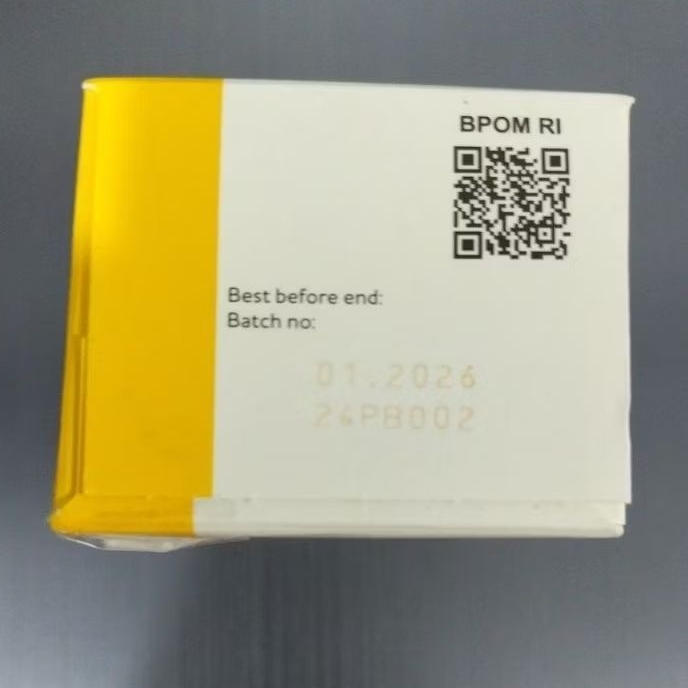 BPOM RI
Best before end:
Batch no:
01.2026
24PB002